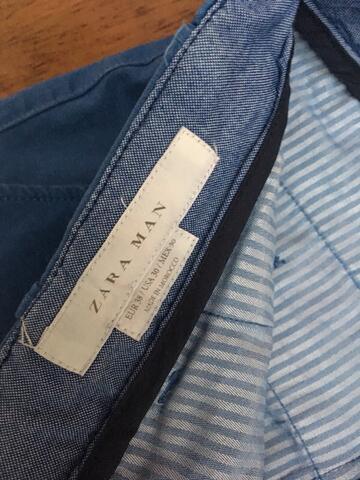 ZARA MAN
EUR 38 / USA 30 / MEX 30
MADE IN MOROCCO